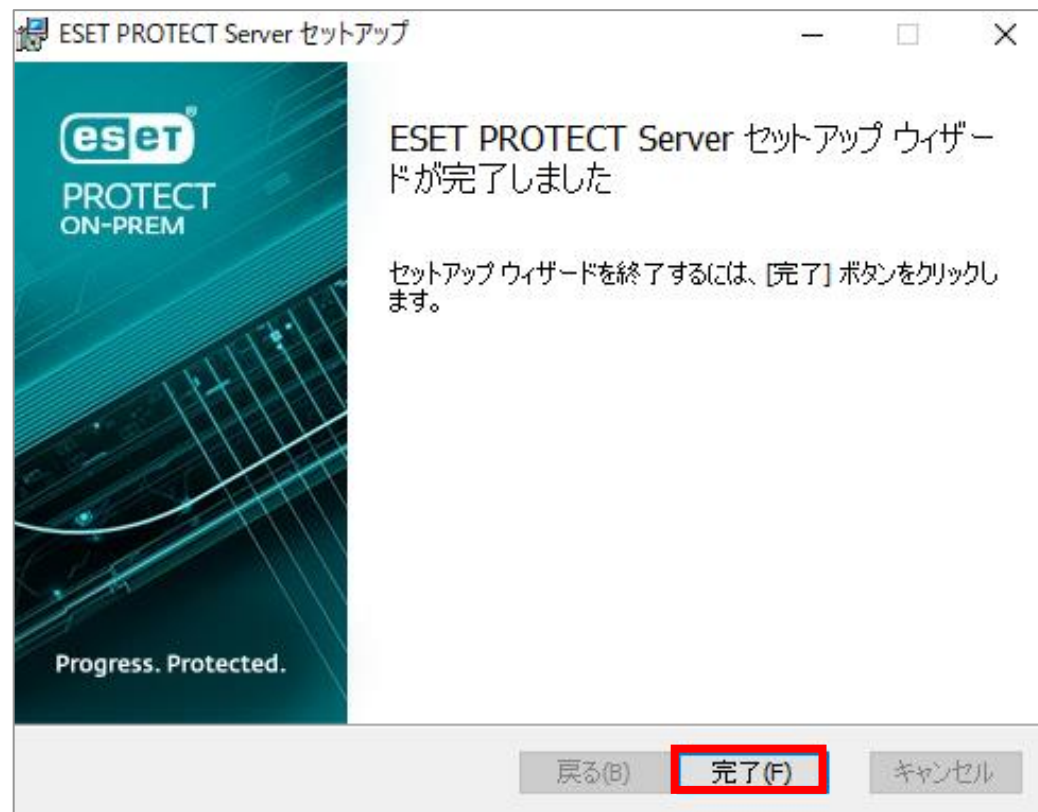 ESET PROTECT Server セットアップ
eseT
PROTECT
ON-PREM
ESET PROTECT Server セットアップ ウィザー
ドが完了しました
セットアップ ウィザードを終了するには、[完了] ボタンをクリックし
ます。
Progress. Protected.
戻る(B)
完了(F)
キャンセル